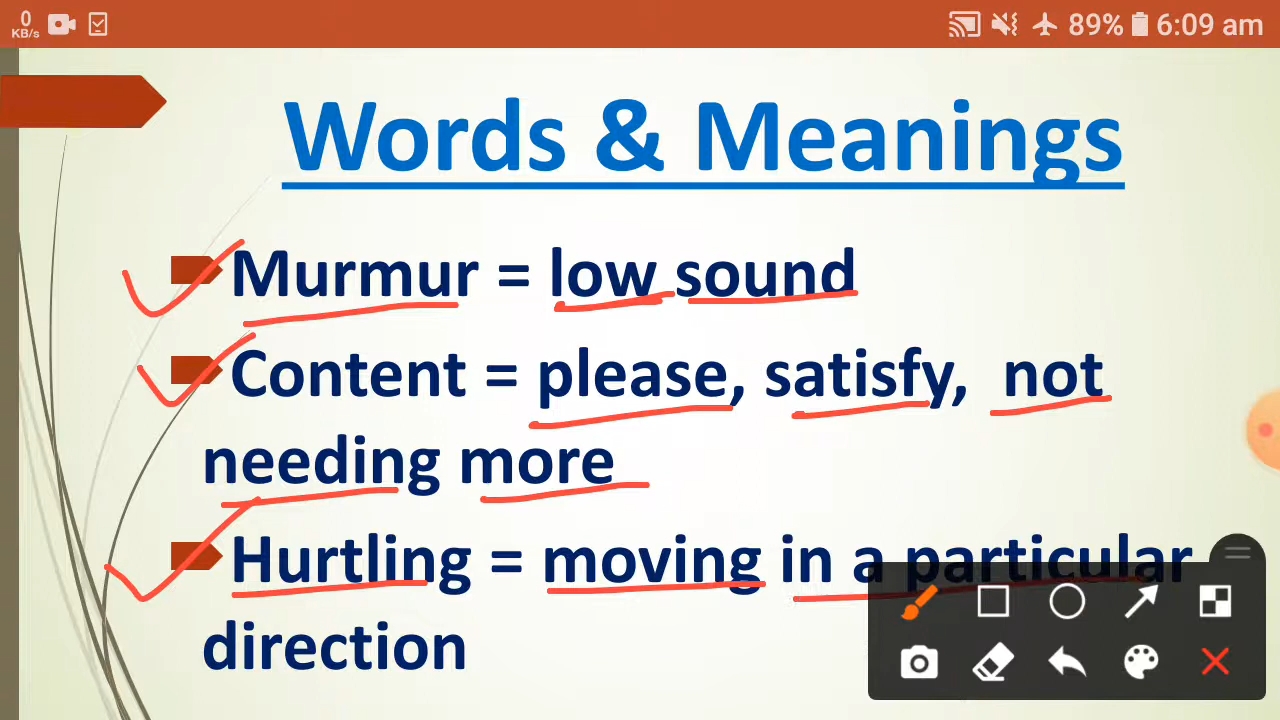 0
KB/s
89% 6:09 am
Words & Meanings
Murmur = low sound
Content = please, satisfy, not
needing more
Hurtling = moving in a particular
direction